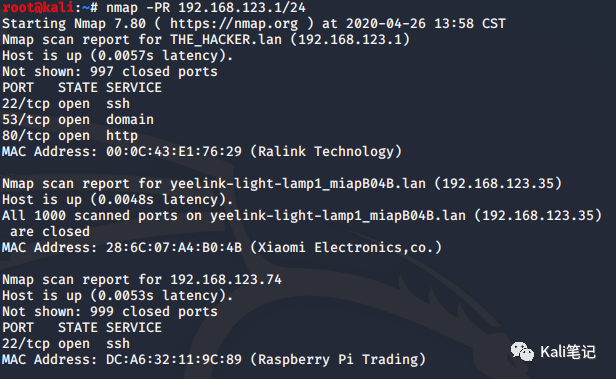 root@kali:~# nmap -PR 192.168.123.1/24
Starting Nmap 7.80 ( https://nmap.org ) at 2020-04-26 13:58 CST
Nmap scan report for THE_HACKER.lan (192.168.123.1)
Host is up (0.0057s latency).
Not shown: 997 closed ports
PORT   STATE SERVICE
22/tcp open  ssh
53/tcp open  domain
80/tcp open  http
MAC Address: 00:0C:43:E1:76:29 (Ralink Technology)
Nmap scan report for yeelink-light-lamp1_miapB04B.lan (192.168.123.35)
Host is up (0.0048s latency).
All 1000 scanned ports on yeelink-light-lamp1_miapB04B.lan (192.168.123.35)
are closed
MAC Address: 28:6C:07:A4:B0:4B (Xiaomi Electronics,co.)
Nmap scan report for 192.168.123.74
Host is up (0.0053s latency).
Not shown: 999 closed ports
PORT   STATE SERVICE
22/tcp open  ssh
MAC Address: DC:A6:32:11:9C:89 (Raspberry Pi Trading)
Kali笔记